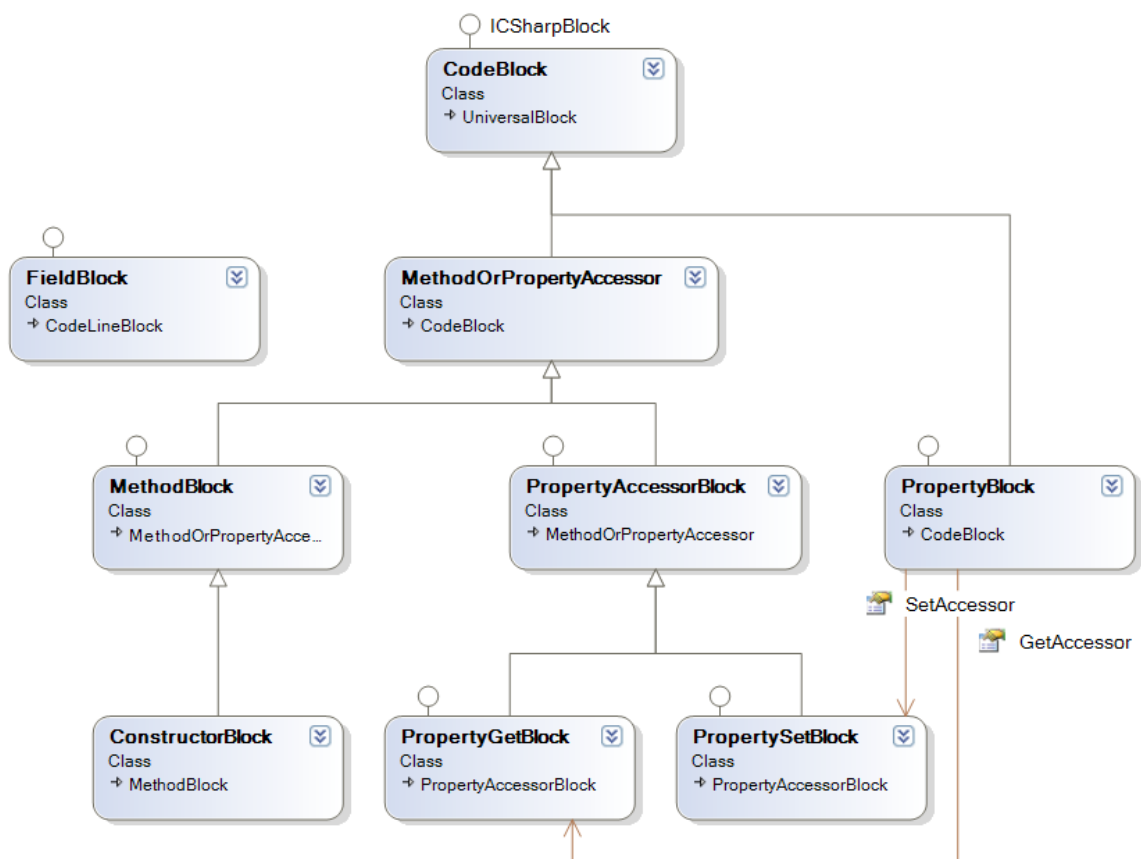 ICSharpBlock
CodeBlock
Class
UniversalBlock
FieldBlock
Class
CodeLineBlock
MethodOrPropertyAccessor
Class
CodeBlock
MethodBlock
Class
MethodOrPropertyAcce...
PropertyAccessorBlock
Class
MethodOrPropertyAccessor
PropertyBlock
Class
CodeBlock
SetAccessor
GetAccessor
ConstructorBlock
Class
MethodBlock
PropertyGetBlock
Class
PropertyAccessorBlock
PropertySetBlock
Class
PropertyAccessorBlock